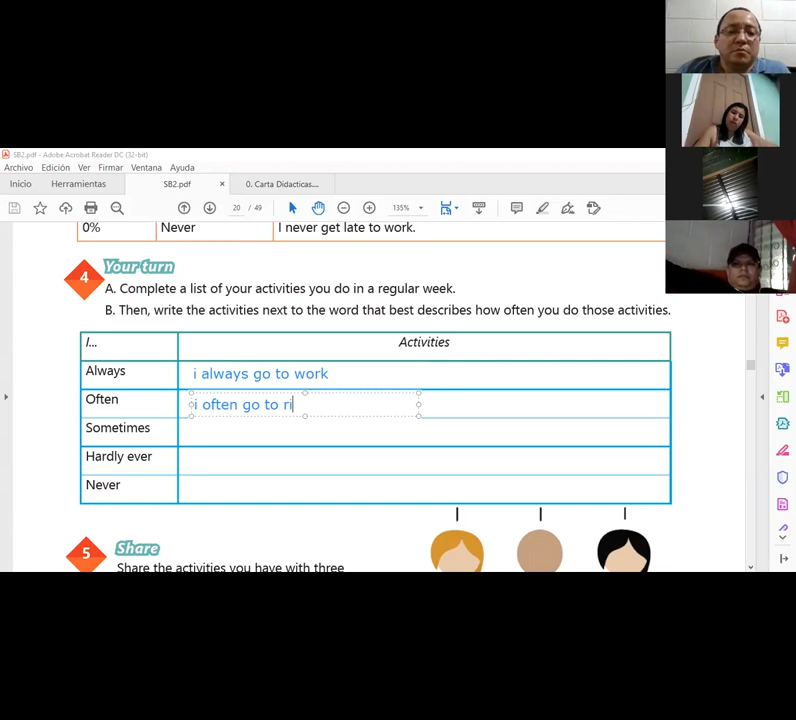 SB2.pdf - Adobe Acrobat Reader DC (32-bit)
Archivo Edición Ver Firmar Ventana Ayuda
Inicio Herramientas SB2.pdf × 0. Carta Didacticas....
20 / 49 135%
0% Never I never get late to work.
4 Your turn
A. Complete a list of your activities you do in a regular week.
B. Then, write the activities next to the word that best describes how often you do those activities.
I... Activities
Always i always go to work
Often i often go to ri
Sometimes
Hardly ever
Never
5 Share
Share the activities you have with three